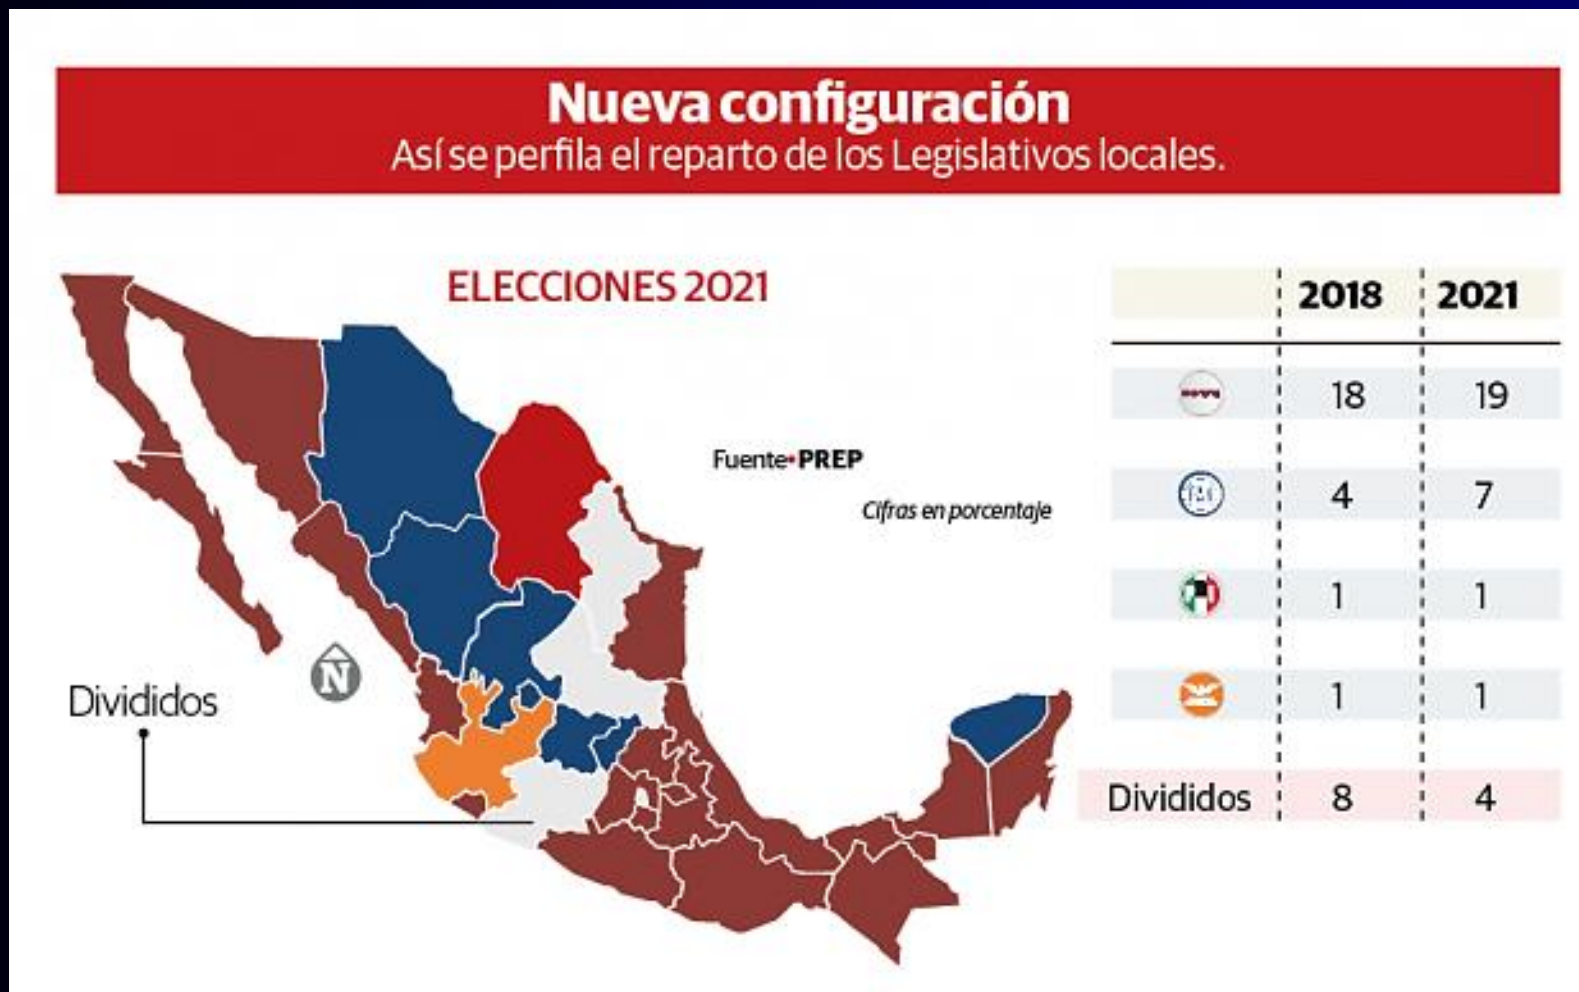 Nueva configuración
Así se perfila el reparto de los Legislativos locales.
ELECCIONES 2021
Fuente•PREP
Cifras en porcentaje
N
Divididos
2018 2021
18 19
4 7
1 1
1 1
Divididos 8 4